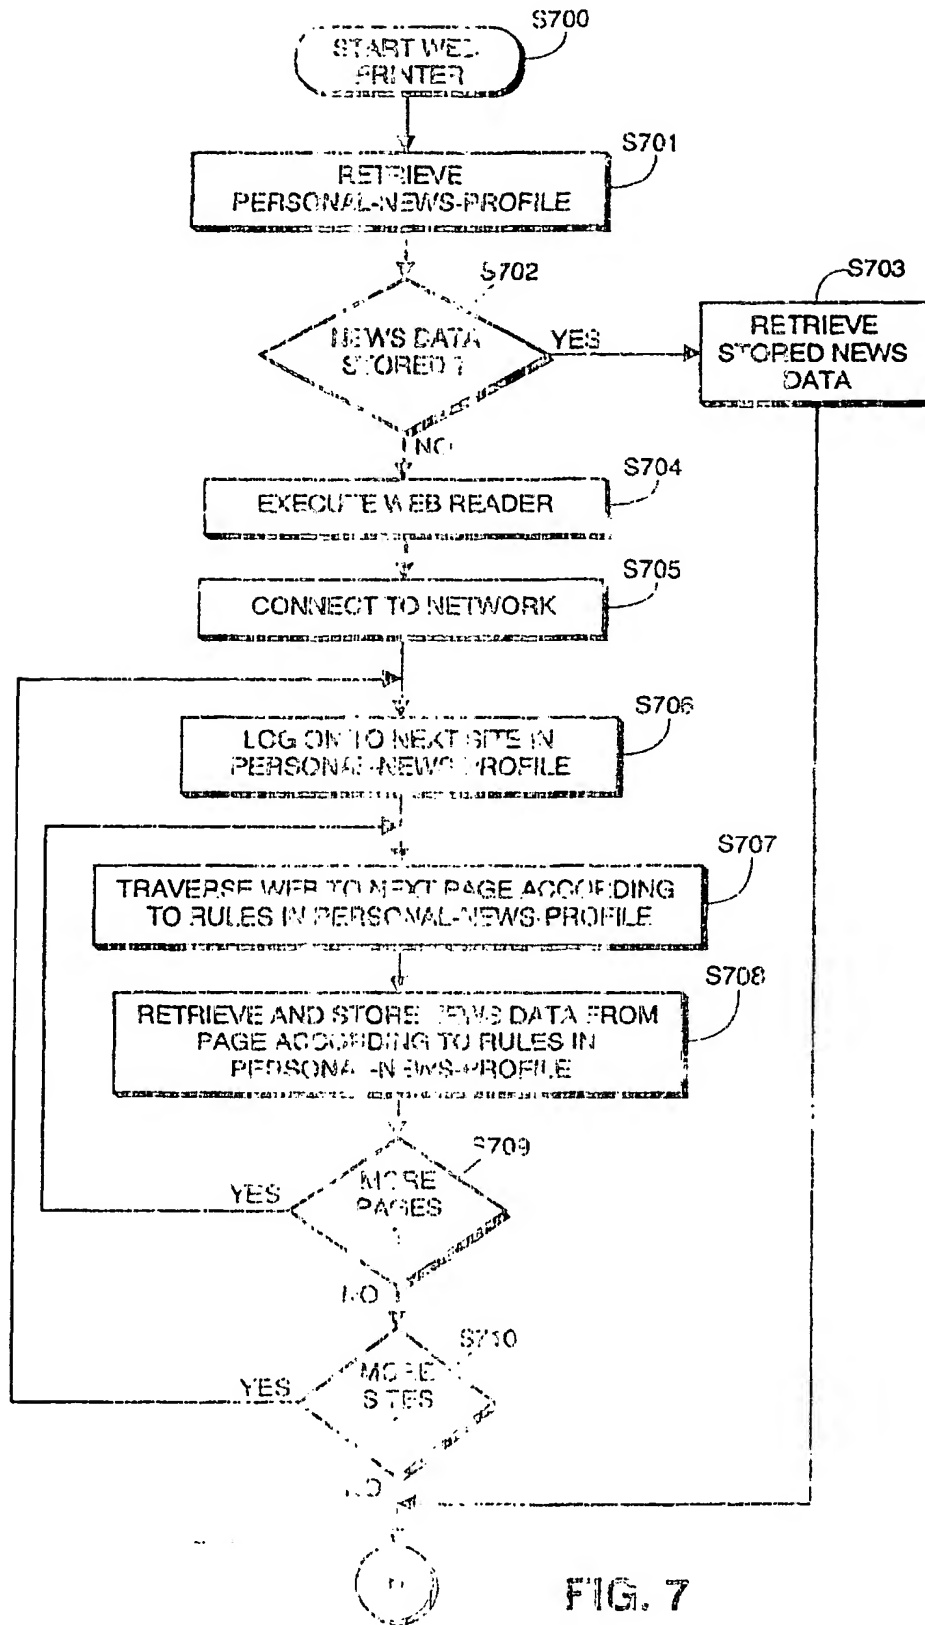 S700
START WEB
PRINTER
S701
RETRIEVE
PERSONAL-NEWS-PROFILE
S702
NEWS DATA
STORED ?
YES
NO
S703
RETRIEVE
STORED NEWS
DATA
S704
EXECUTE WEB READER
S705
CONNECT TO NETWORK
S706
LOG ON TO NEXT SITE IN
PERSONAL-NEWS-PROFILE
S707
TRAVERSE WEB TO NEXT PAGE ACCORDING
TO RULES IN PERSONAL-NEWS-PROFILE
S708
RETRIEVE AND STORE NEWS DATA FROM
PAGE ACCORDING TO RULES IN
PERSONAL-NEWS-PROFILE
S709
MORE
PAGES
?
YES
NO
S710
MORE
SITES
YES
NO
FIG. 7